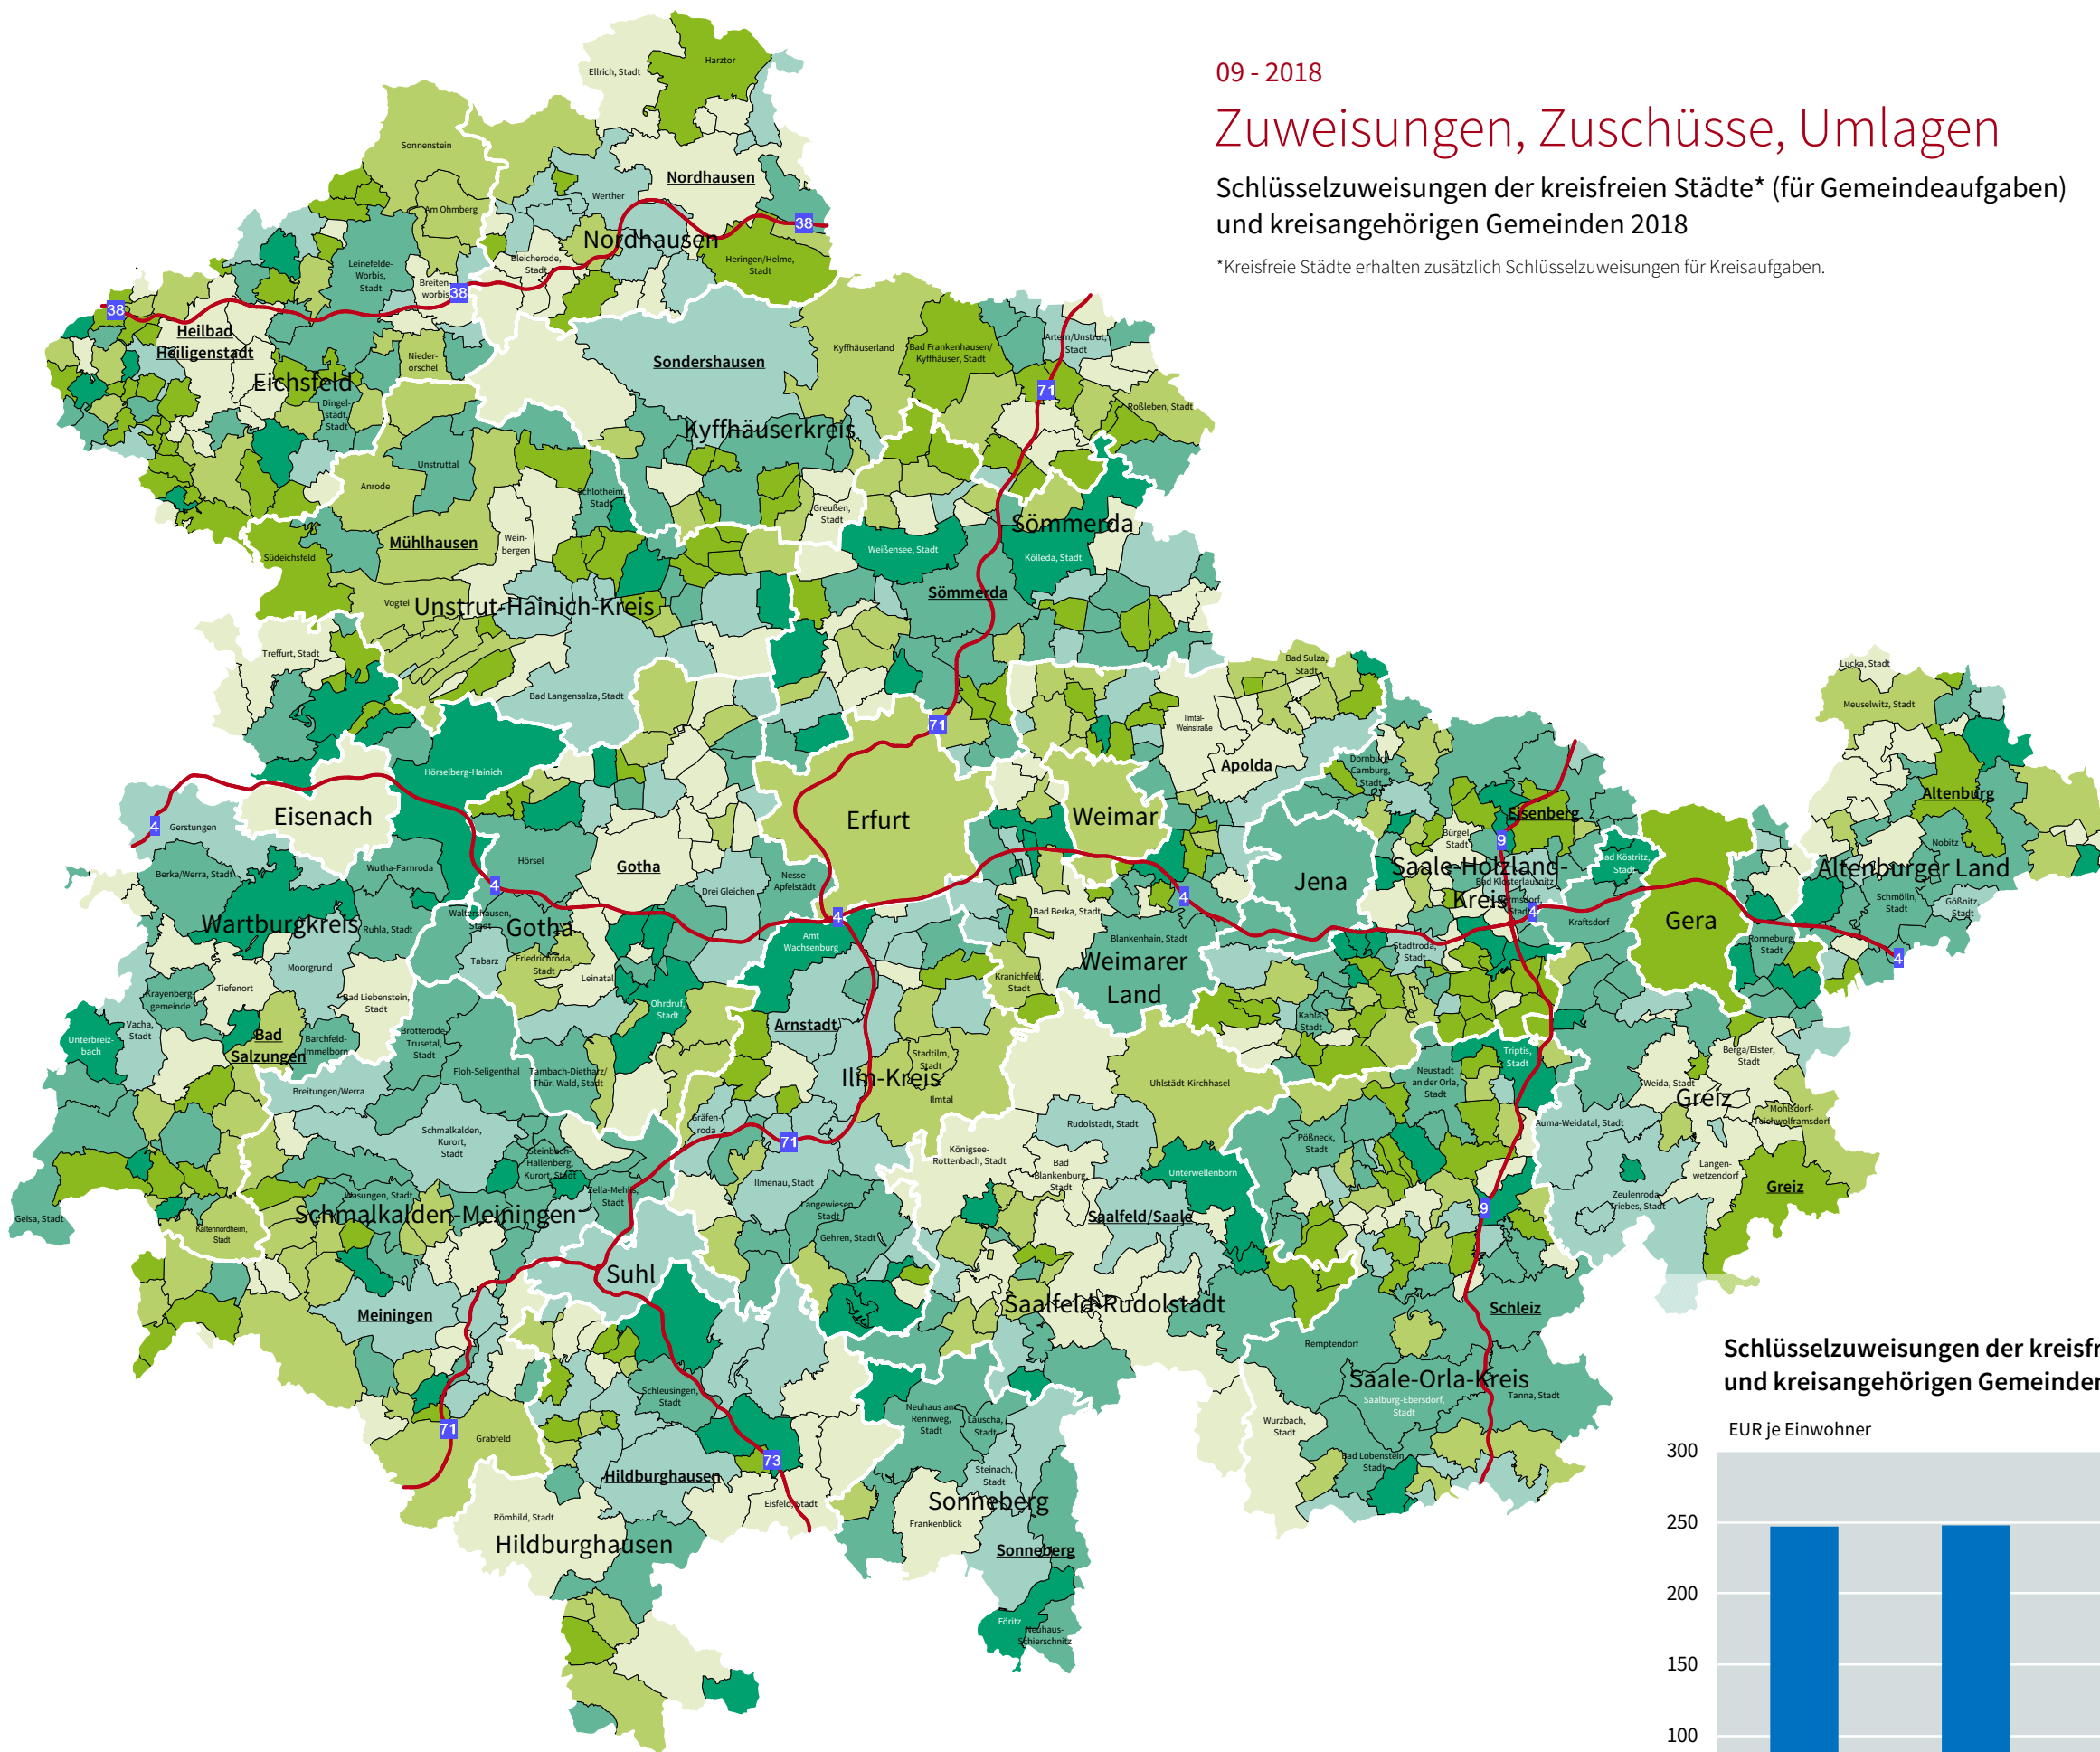 09 - 2018
Zuweisungen, Zuschüsse, Umlagen
Schlüsselzuweisungen der kreisfreien Städte* (für Gemeindeaufgaben)
und kreisangehörigen Gemeinden 2018
*Kreisfreie Städte erhalten zusätzlich Schlüsselzuweisungen für Kreisaufgaben.
Ellrich, Stadt
Harztor
Sonnenstein
Nordhausen
Werther
Am Ohmberg
38
Nordhausen
Bleicherode,
Stadt
Heringen/Helme,
Stadt
Leinefelde-
Worbis,
Stadt
Breiten-
worbis
38
38
Heilbad
Heiligenstadt
Eichsfeld
Nieder-
orschel
Dingel-
städt,
Stadt
Sondershausen
Kyffhäuserland
Bad Frankenhausen/
Kyffhäuser, Stadt
Artern/Unstrut,
Stadt
71
Roßleben, Stadt
Kyffhäuserkreis
Unstruttal
Anrode
Schlotheim,
Stadt
Greußen,
Stadt
Sömmerda
Mühlhausen
Wein-
bergen
Weißensee, Stadt
Kölleda, Stadt
Südeichsfeld
Sömmerda
Vogtei
Unstrut-Hainich-Kreis
Treffurt, Stadt
Bad Langensalza, Stadt
Bad Sulza,
Stadt
Lucka, Stadt
Meuselwitz, Stadt
71
Ilmtal-
Weinstraße
Apolda
Dornburg-
Camburg,
Stadt
Hörselberg-Hainich
Altenburg
Eisenach
Erfurt
Weimar
Eisenberg
4
Gerstungen
Bürgel,
Stadt
9
Nobitz
Hörsel
Gotha
Wutha-Farnroda
Berka/Werra, Stadt
Bad Köstritz,
Stadt
Saale-Holzland-
Kreis
Altenburger Land
Jena
Nesse-
Apfelstädt
Drei Gleichen
4
Bad Klosterlausnitz
4
Schmölln,
Stadt
Gößnitz,
Stadt
Wartburgkreis
Waltershausen,
Stadt
Gotha
4
Bad Berka, Stadt
4
Kraftsdorf
Gera
Ruhla, Stadt
Amt
Wachsenburg
Blankenhain, Stadt
Stadtroda,
Stadt
Ronneburg,
Stadt
4
Moorgrund
Tabarz
Friedrichroda,
Stadt
Leinatal
Weimarer
Land
Kranichfeld,
Stadt
Tiefenort
Krayenberg-
gemeinde
Bad Liebenstein,
Stadt
Ohrdruf,
Stadt
Arnstadt
Kahla,
Stadt
Vacha,
Stadt
Unterbreiz-
bach
Bad
Salzungen
Barchfeld-
Immelborn
Brotterode-
Trusetal,
Stadt
Floh-Seligenthal
Tambach-Dietharz/
Thür. Wald, Stadt
Stadtilm,
Stadt
Ilm-Kreis
Ilmtal
Uhlstädt-Kirchhasel
Triptis,
Stadt
Neustadt
an der Orla,
Stadt
Berga/Elster,
Stadt
Weida, Stadt
Greiz
Breitungen/Werra
Gräfen-
roda
Rudolstadt, Stadt
Mohlsdorf-
Teichwolframsdorf
Auma-Weidatal, Stadt
Schmalkalden,
Kurort,
Stadt
Steinbach-
Hallenberg,
Kurort, Stadt
71
Pößneck,
Stadt
Königsee-
Rottenbach, Stadt
Bad
Blankenburg,
Stadt
Unterwellenborn
Langen-
wetzendorf
Greiz
Zella-Mehlis,
Stadt
Ilmenau, Stadt
Wasungen, Stadt
Zeulenroda-
Triebes, Stadt
Geisa, Stadt
Kaltennordheim,
Stadt
Schmalkalden-Meiningen
Langewiesen,
Stadt
Saalfeld/Saale
9
Gehren, Stadt
Suhl
Saalfeld-Rudolstadt
Meiningen
Schleiz
Remptendorf
Saale-Orla-Kreis
Tanna, Stadt
Saalburg-Ebersdorf,
Stadt
Schleusingen,
Stadt
Neuhaus am
Rennweg,
Stadt
Lauscha,
Stadt
Wurzbach,
Stadt
71
Grabfeld
73
Bad Lobenstein,
Stadt
Hildburghausen
Steinach,
Stadt
Sonneberg
Eisfeld, Stadt
Römhild, Stadt
Frankenblick
Hildburghausen
Sonneberg
Föritz
Neuhaus-
Schierschnitz
Schlüsselzuweisungen der kreisfr
und kreisangehörigen Gemeinden
EUR je Einwohner
300
250
200
150
100